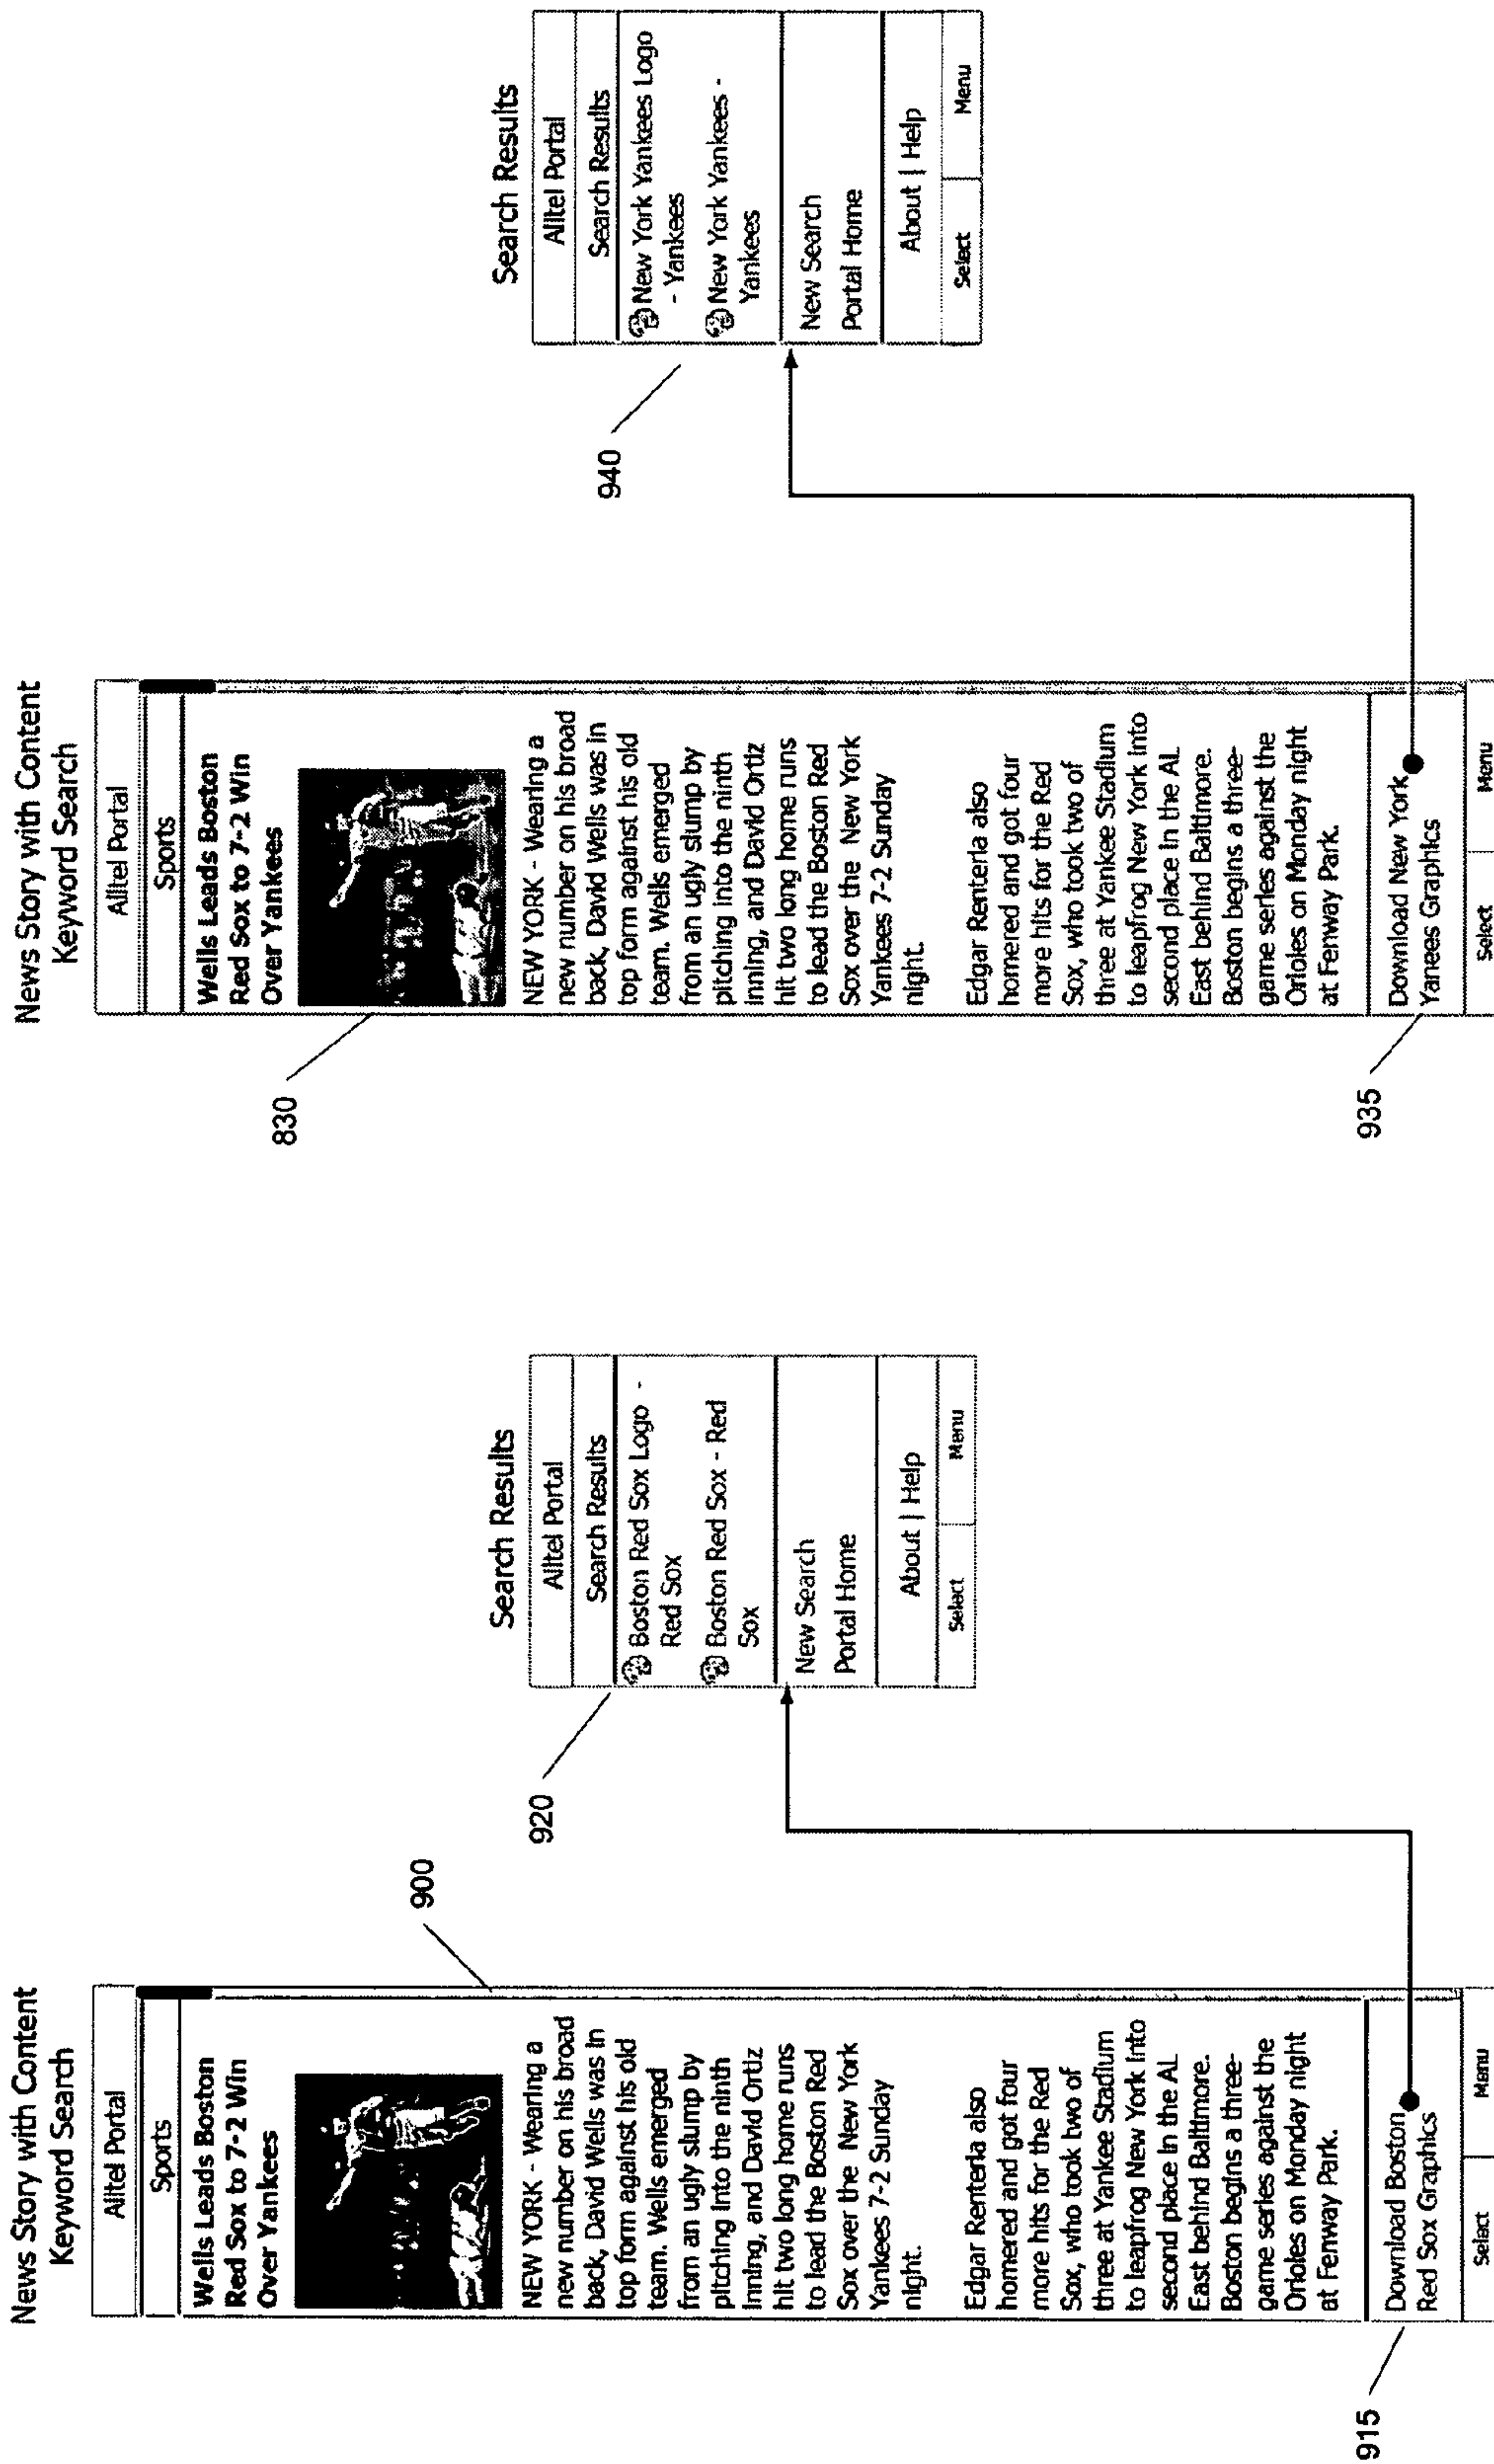 News Story with Content
Keyword Search
Alltel Portal
Sports
Wells Leads Boston
Red Sox to 7-2 Win
Over Yankees
NEW YORK - Wearing a
new number on his broad
back, David Wells was in
top form against his old
team. Wells emerged
from an ugly slump by
pitching into the ninth
inning, and David Ortiz
hit two long home runs
to lead the Boston Red
Sox over the New York
Yankees 7-2 Sunday
night.
Edgar Renteria also
homered and got four
more hits for the Red
Sox, who took two of
three at Yankee Stadium
to leapfrog New York into
second place in the AL
East behind Baltimore.
Boston begins a three-
game series against the
Orioles on Monday night
at Fenway Park.
Download Boston
Red Sox Graphics
Select Menu
900
915
920
Search Results
Alltel Portal
Search Results
Boston Red Sox Logo -
Red Sox
Boston Red Sox - Red
Sox
New Search
Portal Home
About | Help
Select Menu
News Story with Content
Keyword Search
Alltel Portal
Sports
Wells Leads Boston
Red Sox to 7-2 Win
Over Yankees
NEW YORK - Wearing a
new number on his broad
back, David Wells was in
top form against his old
team. Wells emerged
from an ugly slump by
pitching into the ninth
inning, and David Ortiz
hit two long home runs
to lead the Boston Red
Sox over the New York
Yankees 7-2 Sunday
night.
Edgar Renteria also
homered and got four
more hits for the Red
Sox, who took two of
three at Yankee Stadium
to leapfrog New York into
second place in the AL
East behind Baltimore.
Boston begins a three-
game series against the
Orioles on Monday night
at Fenway Park.
Download New York
Yanees Graphics
Select Menu
830
935
940
Search Results
Alltel Portal
Search Results
New York Yankees Logo
- Yankees
New York Yankees -
Yankees
New Search
Portal Home
About | Help
Select Menu